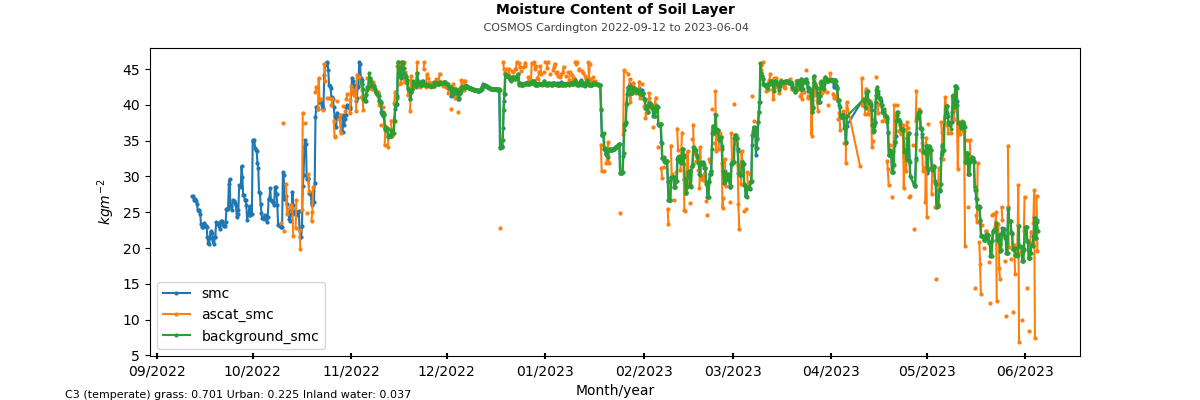 Moisture Content of Soil Layer
COSMOS Cardington 2022-09-12 to 2023-06-04
kgm⁻²
45
40
35
30
25
20
15
10
5
smc
ascat_smc
background_smc
09/2022 10/2022 11/2022 12/2022 01/2023 02/2023 03/2023 04/2023 05/2023 06/2023
Month/year
C3 (temperate) grass: 0.701 Urban: 0.225 Inland water: 0.037